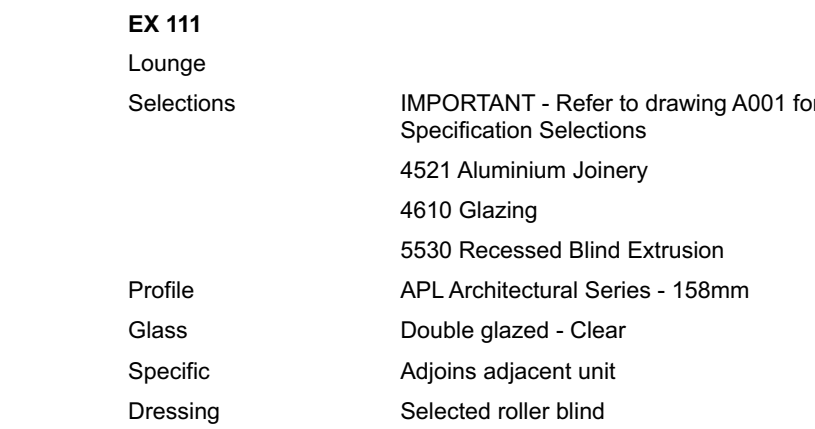 EX 111
Lounge
Selections IMPORTANT - Refer to drawing A001 for
Specification Selections
4521 Aluminium Joinery
4610 Glazing
5530 Recessed Blind Extrusion
Profile APL Architectural Series - 158mm
Glass Double glazed - Clear
Specific Adjoins adjacent unit
Dressing Selected roller blind